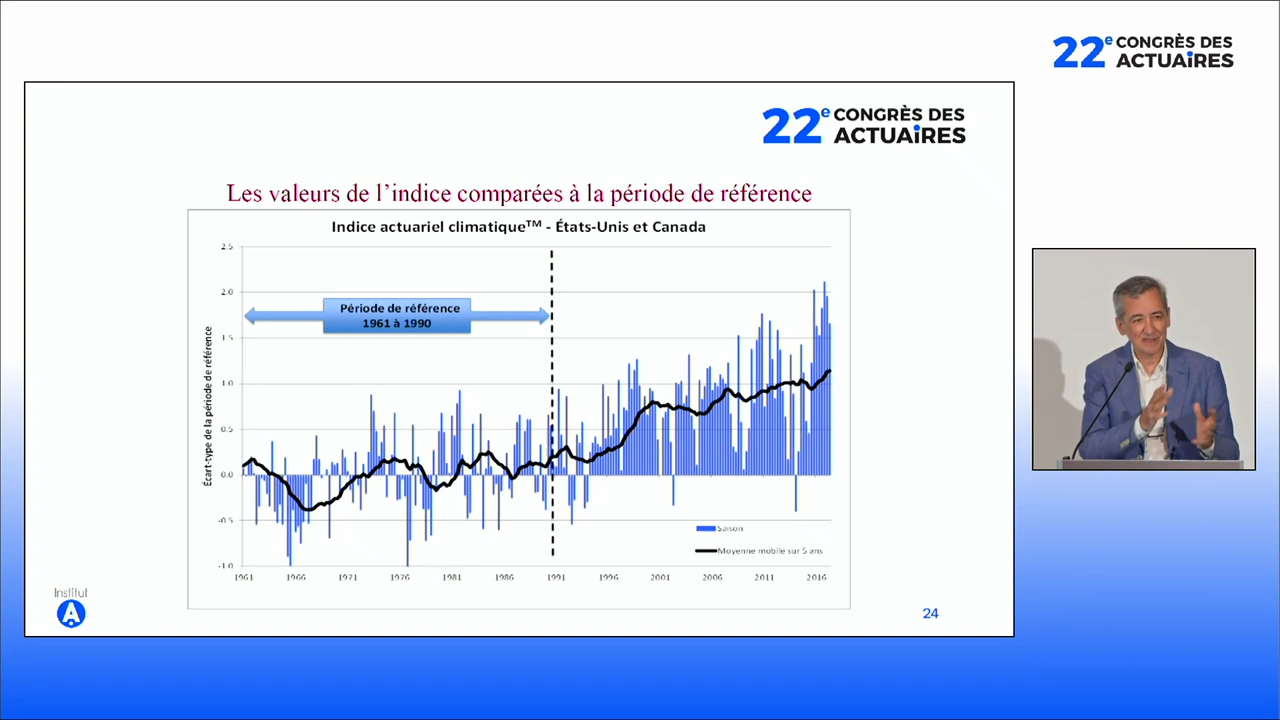 22e CONGRÈS DES
ACTUAiRES
22e CONGRÈS DES
ACTUAiRES
Les valeurs de l'indice comparées à la période de référence
Indice actuariel climatique™ - États-Unis et Canada
Écart-type de la période de référence
2.5
2.0
1.5
1.0
0.5
0.0
-0.5
-1.0
Période de référence
1961 à 1990
Saison
Moyenne mobile sur 5 ans
1961 1966 1971 1976 1981 1986 1991 1996 2001 2006 2011 2016
Institut
A
24